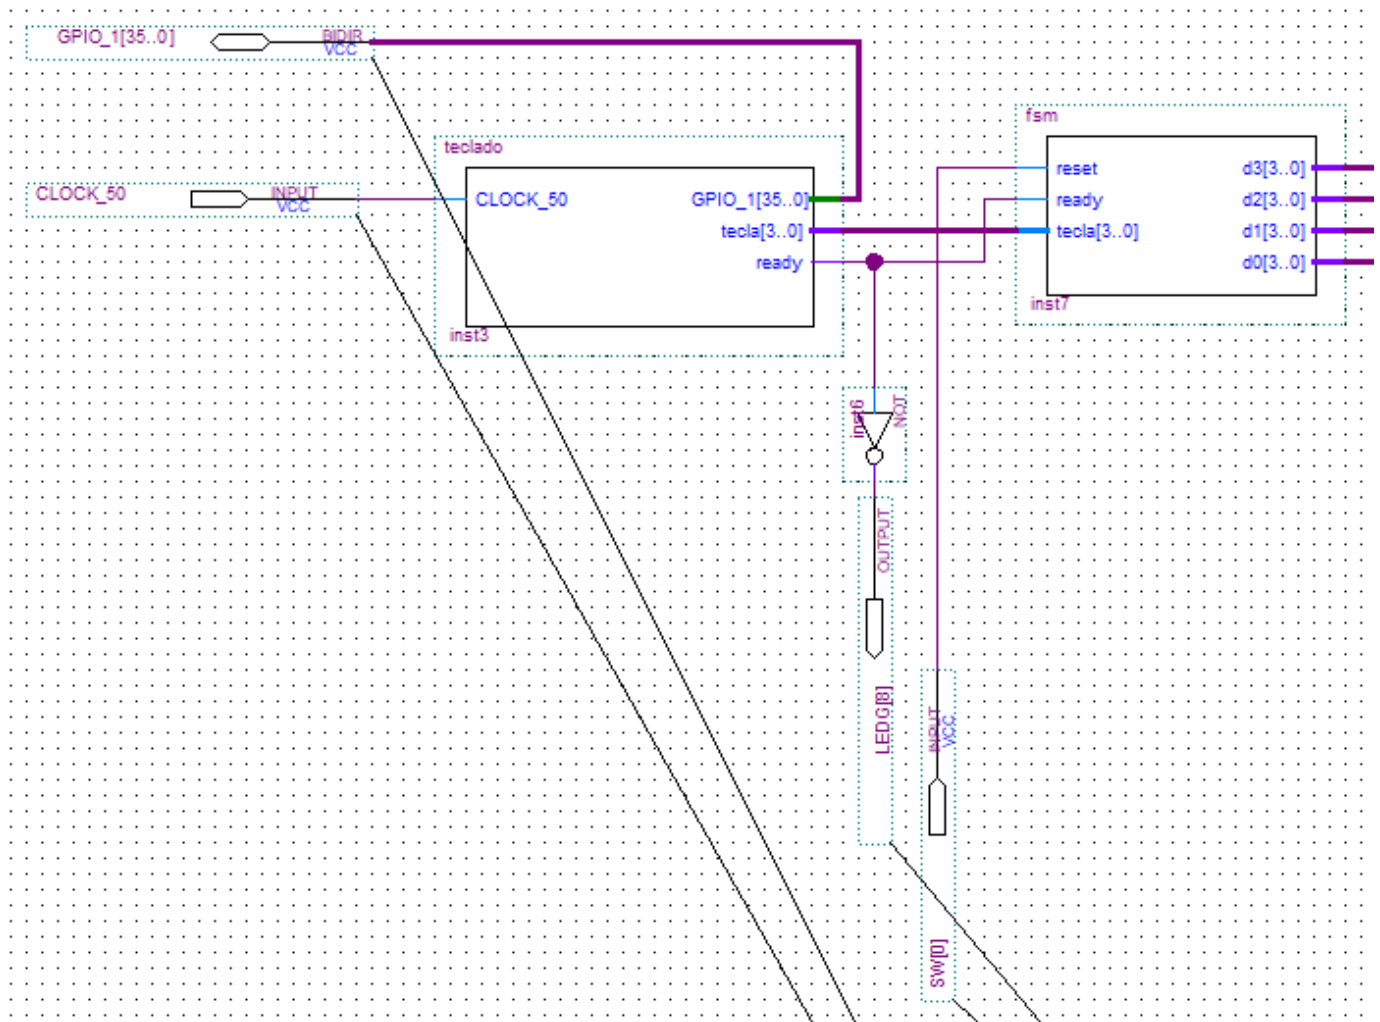 GPIO_1[35..0]
BIDIR
VCC
fsm
teclado
reset
d3[3..0]
CLOCK_50
INPUT
VCC
CLOCK_50
GPIO_1[35..0]
ready
d2[3..0]
tecla[3..0]
tecla[3..0]
d1[3..0]
ready
d0[3..0]
inst7
inst3
inst6
NOT
OUTPUT
LEDG[8]
INPUT
VCC
SW[0]